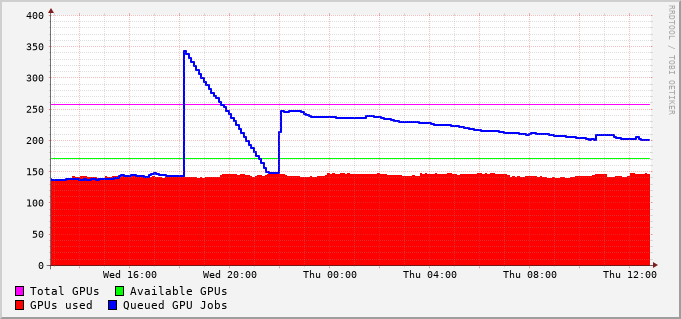 RRDTOOL / TOBI OETIKER
400
350
300
250
200
150
100
50
0
Wed 16:00 Wed 20:00 Thu 00:00 Thu 04:00 Thu 08:00 Thu 12:00
Total GPUs Available GPUs
GPUs used Queued GPU Jobs